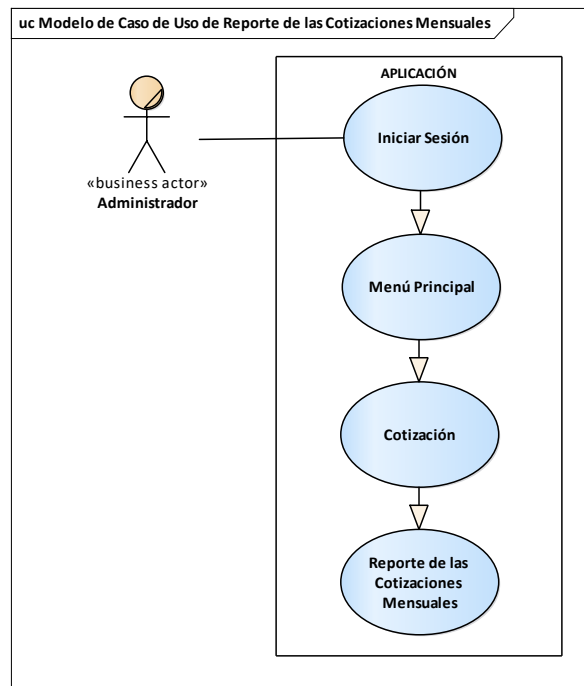 uc Modelo de Caso de Uso de Reporte de las Cotizaciones Mensuales
APLICACIÓN
Iniciar Sesión
«business actor»
Administrador
Menú Principal
Cotización
Reporte de las
Cotizaciones
Mensuales